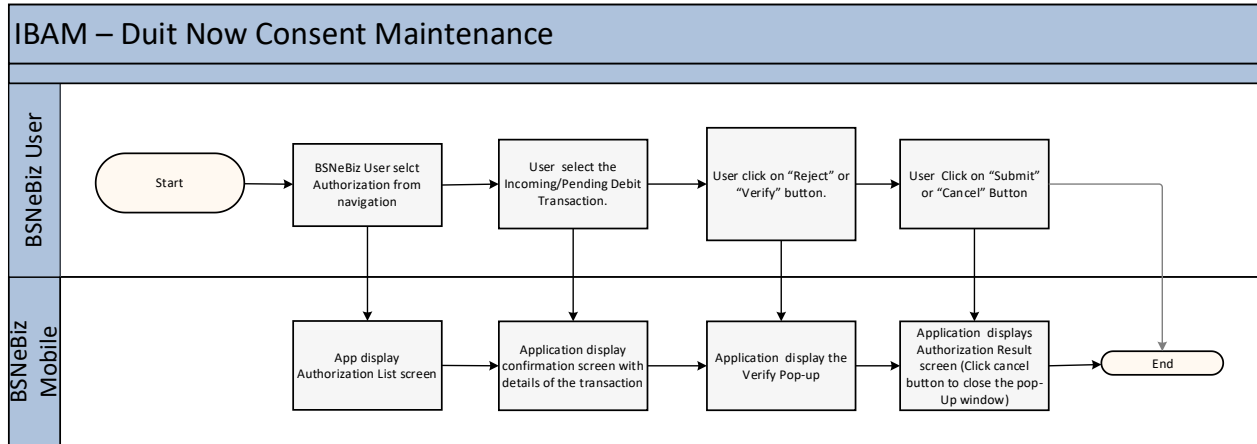 IBAM – Duit Now Consent Maintenance
BSNeBiz User
Start
BSNeBiz User selct
Authorization from
navigation
User select the
Incoming/Pending Debit
Transaction.
User click on “Reject” or
“Verify” button.
User Click on “Submit”
or “Cancel” Button
BSNeBiz
Mobile
App display
Authorization List screen
Application display
confirmation screen with
details of the transaction
Application display the
Verify Pop-up
Application displays
Authorization Result
screen (Click cancel
button to close the pop-
Up window)
End